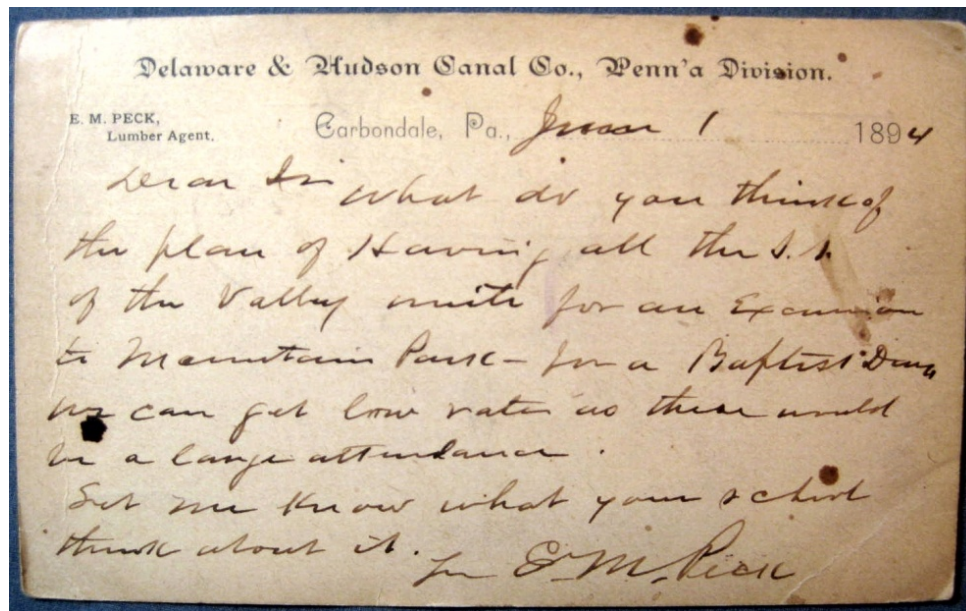 Delaware & Hudson Canal Co., Penn'a Division.
E. M. PECK,
Lumber Agent.
Carbondale, Pa., 1 1894
Dear Sir What do you think of
the plan of Having all the S. S.
of the Valley unite for an Excursion
to Mountain Park - for a Baptist Day
we can get low rates as there would
be a large attendance.
Let me know what your school
think about it.
E. M. Peck